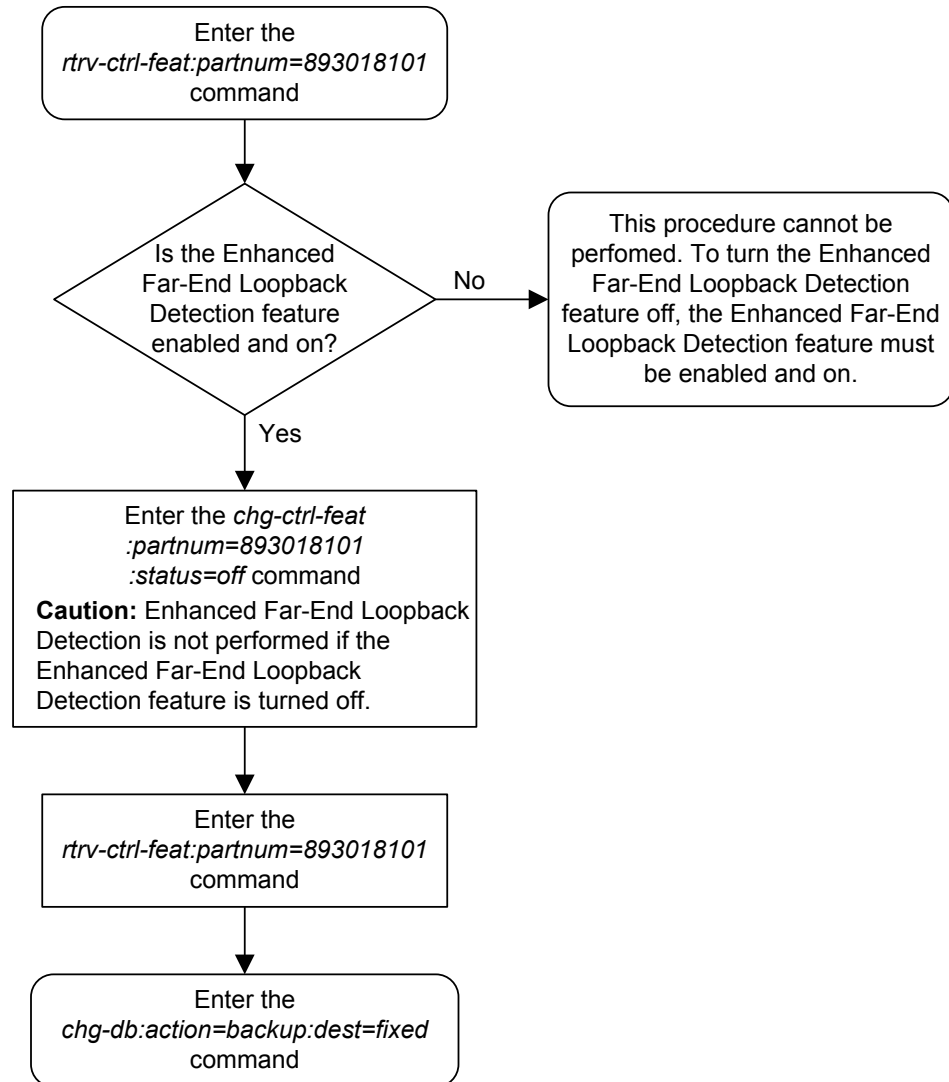 Enter the
rtrv-ctrl-feat:partnum=893018101
command
Is the Enhanced
Far-End Loopback
Detection feature
enabled and on?
No
This procedure cannot be
perfomed. To turn the Enhanced
Far-End Loopback Detection
feature off, the Enhanced Far-End
Loopback Detection feature must
be enabled and on.
Yes
Enter the chg-ctrl-feat
:partnum=893018101
:status=off command
Caution: Enhanced Far-End Loopback
Detection is not performed if the
Enhanced Far-End Loopback
Detection feature is turned off.
Enter the
rtrv-ctrl-feat:partnum=893018101
command
Enter the
chg-db:action=backup:dest=fixed
command